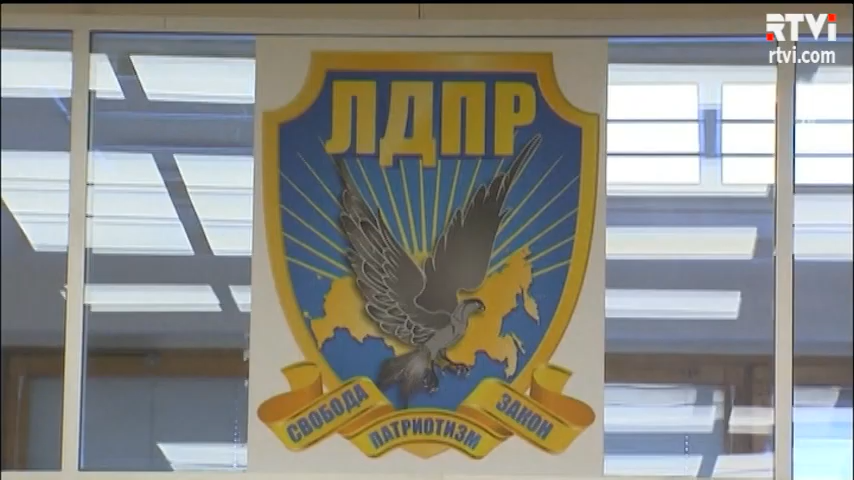 RTVi
rtvi.com
ЛДПР
СВОБОДА
ПАТРИОТИЗМ
ЗАКОН